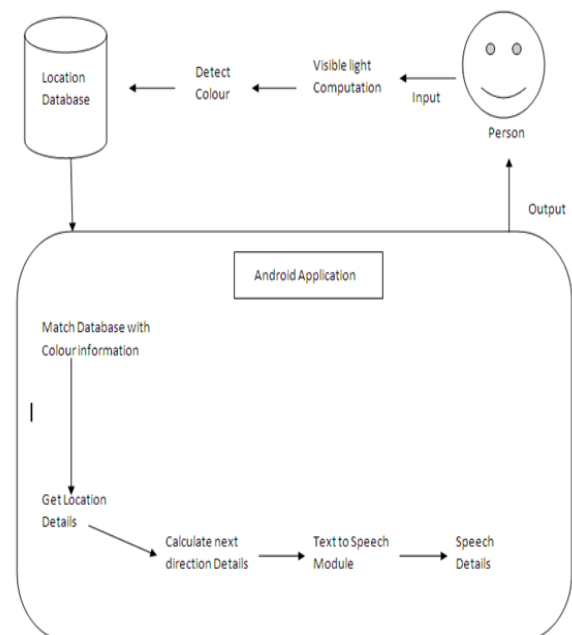 Location
Database
Detect
Colour
Visible light
Computation
Input
Person
Output
Android Application
Match Database with
Colour information
Get Location
Details
Calculate next
direction Details
Text to Speech
Module
Speech
Details